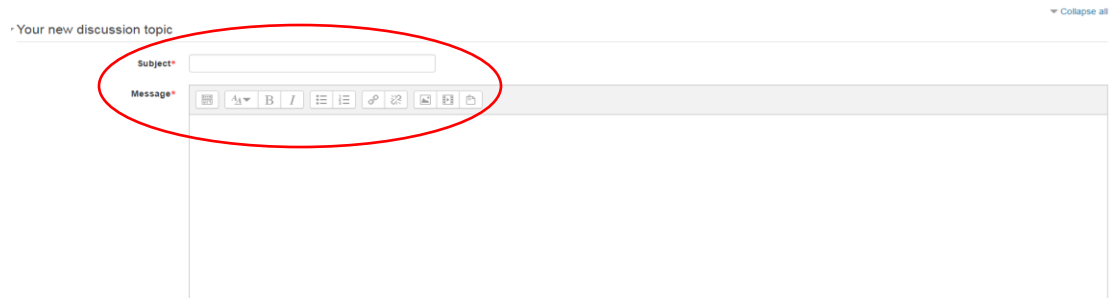 Collapse all
Your new discussion topic
Subject*
Message*
B I